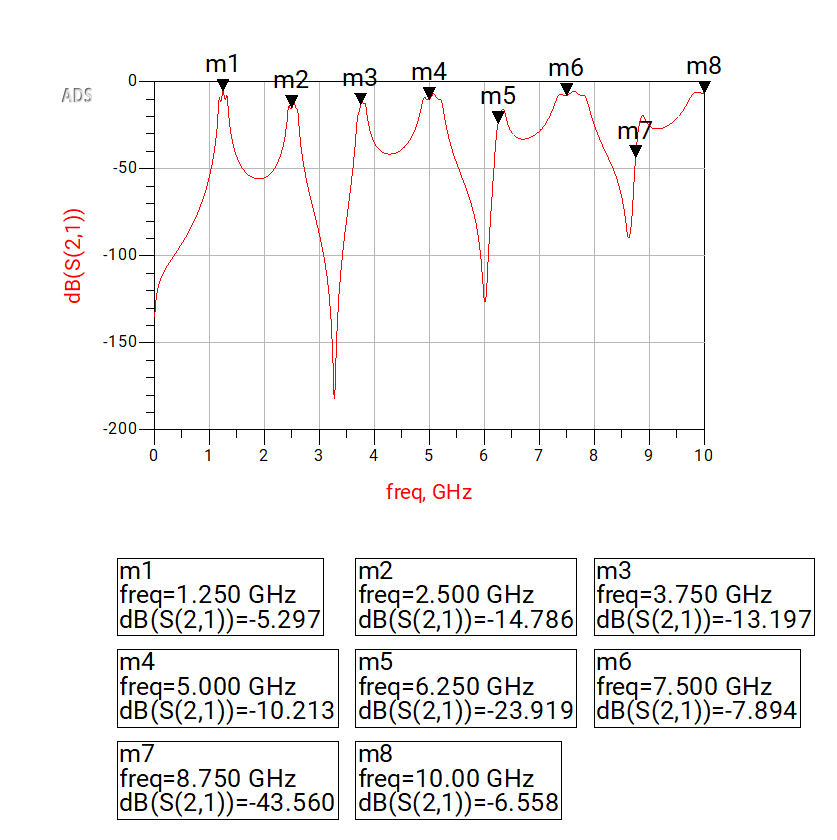 m1
m2
m3
m4
m5
m6
m7
m8
ADS
0
-50
-100
-150
-200
dB(S(2,1))
0 1 2 3 4 5 6 7 8 9 10
freq, GHz
m1
freq=1.250 GHz
dB(S(2,1))=-5.297
m2
freq=2.500 GHz
dB(S(2,1))=-14.786
m3
freq=3.750 GHz
dB(S(2,1))=-13.197
m4
freq=5.000 GHz
dB(S(2,1))=-10.213
m5
freq=6.250 GHz
dB(S(2,1))=-23.919
m6
freq=7.500 GHz
dB(S(2,1))=-7.894
m7
freq=8.750 GHz
dB(S(2,1))=-43.560
m8
freq=10.00 GHz
dB(S(2,1))=-6.558